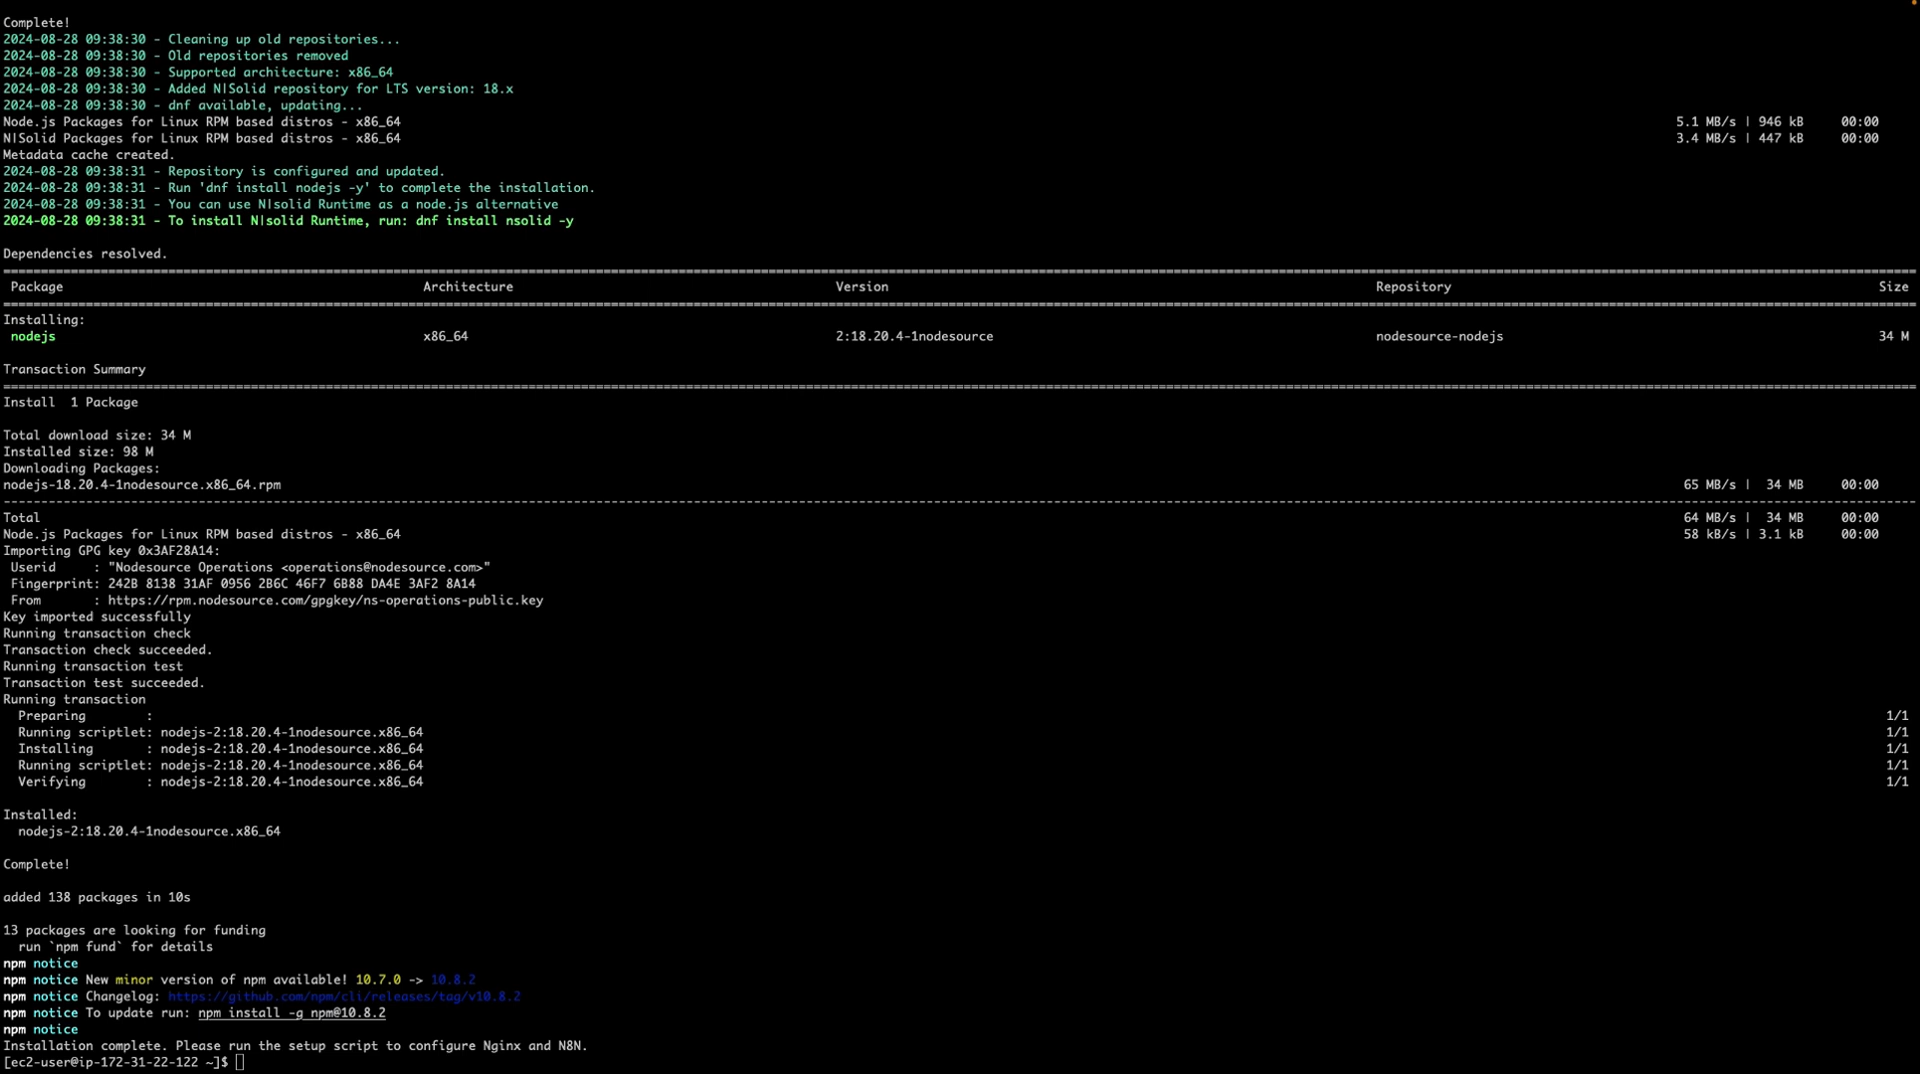 Complete!
2024-08-28 09:38:30 - Cleaning up old repositories...
2024-08-28 09:38:30 - Old repositories removed
2024-08-28 09:38:30 - Supported architecture: x86_64
2024-08-28 09:38:30 - Added N|Solid repository for LTS version: 18.x
2024-08-28 09:38:30 - dnf available, updating...
Node.js Packages for Linux RPM based distros - x86_64 5.1 MB/s | 946 kB 00:00
N|Solid Packages for Linux RPM based distros - x86_64 3.4 MB/s | 447 kB 00:00
Metadata cache created.
2024-08-28 09:38:31 - Repository is configured and updated.
2024-08-28 09:38:31 - Run 'dnf install nodejs -y' to complete the installation.
2024-08-28 09:38:31 - You can use N|solid Runtime as a node.js alternative
2024-08-28 09:38:31 - To install N|solid Runtime, run: dnf install nsolid -y
Dependencies resolved.
Package Architecture Version Repository Size
Installing:
nodejs x86_64 2:18.20.4-1nodesource nodesource-nodejs 34 M
Transaction Summary
Install 1 Package
Total download size: 34 M
Installed size: 98 M
Downloading Packages:
nodejs-18.20.4-1nodesource.x86_64.rpm 65 MB/s | 34 MB 00:00
Total 64 MB/s | 34 MB 00:00
Node.js Packages for Linux RPM based distros - x86_64 58 kB/s | 3.1 kB 00:00
Importing GPG key 0x3AF28A14:
Userid : "Nodesource Operations <operations@nodesource.com>"
Fingerprint: 242B 8138 31AF 0956 2B6C 46F7 6B88 DA4E 3AF2 8A14
From : https://rpm.nodesource.com/gpgkey/ns-operations-public.key
Key imported successfully
Running transaction check
Transaction check succeeded.
Running transaction test
Transaction test succeeded.
Running transaction
Preparing : 1/1
Running scriptlet: nodejs-2:18.20.4-1nodesource.x86_64 1/1
Installing : nodejs-2:18.20.4-1nodesource.x86_64 1/1
Running scriptlet: nodejs-2:18.20.4-1nodesource.x86_64 1/1
Verifying : nodejs-2:18.20.4-1nodesource.x86_64 1/1
Installed:
nodejs-2:18.20.4-1nodesource.x86_64
Complete!
added 138 packages in 10s
13 packages are looking for funding
run `npm fund` for details
npm notice
npm notice New minor version of npm available! 10.7.0 -> 10.8.2
npm notice Changelog: https://github.com/npm/cli/releases/tag/v10.8.2
npm notice To update run: npm install -g npm@10.8.2
npm notice
Installation complete. Please run the setup script to configure Nginx and N8N.
[ec2-user@ip-172-31-22-122 ~]$